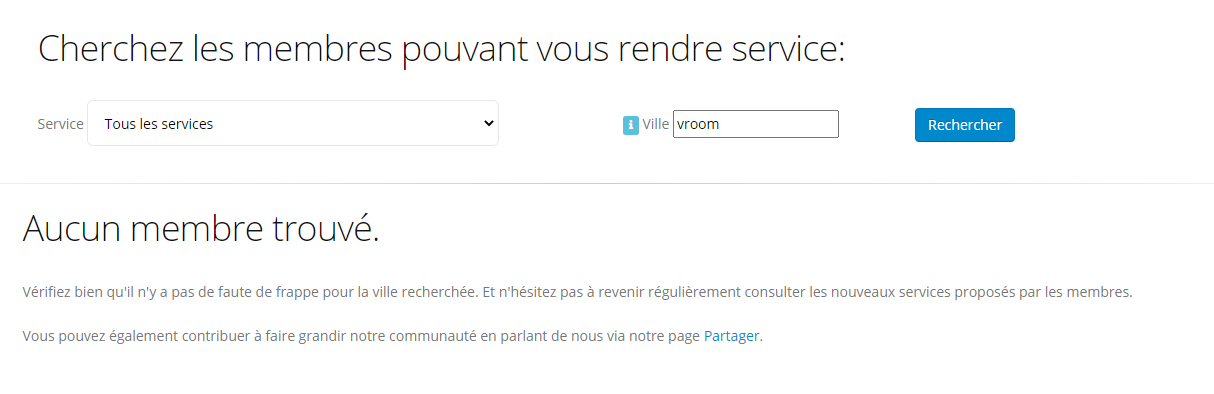 Cherchez les membres pouvant vous rendre service:
Service Tous les services Ville vroom Rechercher
Aucun membre trouvé.
Vérifiez bien qu'il n'y a pas de faute de frappe pour la ville recherchée. Et n'hésitez pas à revenir régulièrement consulter les nouveaux services proposés par les membres.
Vous pouvez également contribuer à faire grandir notre communauté en parlant de nous via notre page Partager.